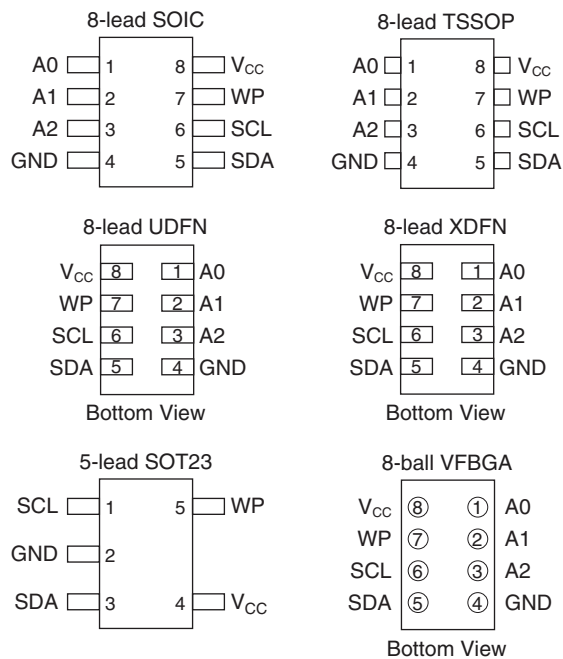 8-lead SOIC
A0 1 8 VCC
A1 2 7 WP
A2 3 6 SCL
GND 4 5 SDA
8-lead TSSOP
A0 1 8 VCC
A1 2 7 WP
A2 3 6 SCL
GND 4 5 SDA
8-lead UDFN
VCC 8 1 A0
WP 7 2 A1
SCL 6 3 A2
SDA 5 4 GND
Bottom View
8-lead XDFN
VCC 8 1 A0
WP 7 2 A1
SCL 6 3 A2
SDA 5 4 GND
Bottom View
5-lead SOT23
SCL 1 5 WP
GND 2
SDA 3 4 VCC
8-ball VFBGA
VCC 8 1 A0
WP 7 2 A1
SCL 6 3 A2
SDA 5 4 GND
Bottom View